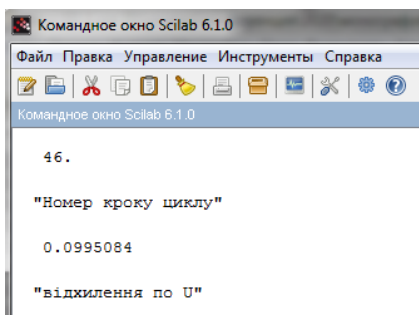 Командное окно Scilab 6.1.0
Файл Правка Управление Инструменты Справка
Командное окно Scilab 6.1.0
46.
"Номер кроку циклу"
0.0995084
"відхилення по U"